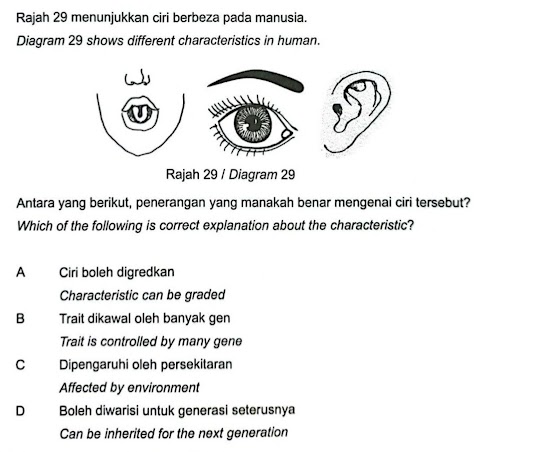 Rajah 29 menunjukkan ciri berbeza pada manusia.
Diagram 29 shows different characteristics in human.
Rajah 29 / Diagram 29
Antara yang berikut, penerangan yang manakah benar mengenai ciri tersebut?
Which of the following is correct explanation about the characteristic?
A Ciri boleh digredkan
Characteristic can be graded
B Trait dikawal oleh banyak gen
Trait is controlled by many gene
C Dipengaruhi oleh persekitaran
Affected by environment
D Boleh diwarisi untuk generasi seterusnya
Can be inherited for the next generation